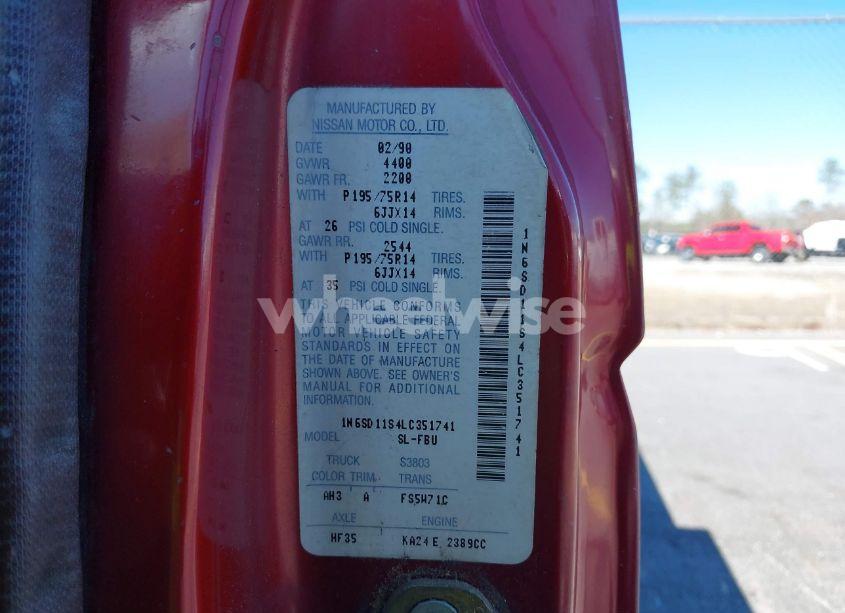 MANUFACTURED BY
NISSAN MOTOR CO., LTD.
DATE 02/90
GVWR 4400
GAWR FR. 2200
WITH P195/75R14 TIRES.
6JJX14 RIMS.
AT 26 PSI COLD SINGLE.
GAWR RR. 2544
WITH P195/75R14 TIRES.
6JJX14 RIMS.
AT 35 PSI COLD SINGLE.
THIS VEHICLE CONFORMS
TO ALL APPLICABLE FEDERAL
MOTOR VEHICLE SAFETY
STANDARDS IN EFFECT ON
THE DATE OF MANUFACTURE
SHOWN ABOVE. SEE OWNER'S
MANUAL FOR ADDITIONAL
INFORMATION.
1N6SD11S4LC351741
MODEL SL-FBU
TRUCK S3803
COLOR TRIM TRANS
AH3 A FS5W71C
AXLE ENGINE
HF35 KA24E 2389CC
1N6SD11S4LC351741
wheelwise